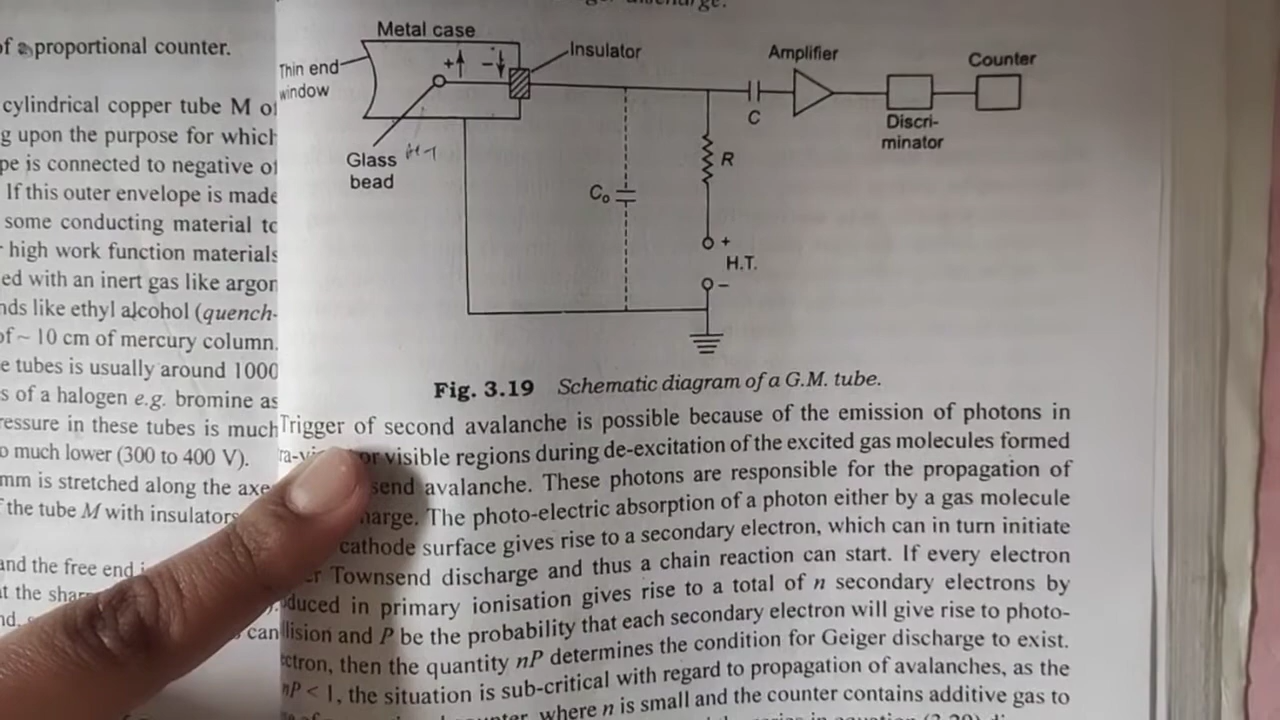 of a proportional counter.
cylindrical copper tube M of
g upon the purpose for which
pe is connected to negative of
If this outer envelope is made
some conducting material to
high work function materials
ed with an inert gas like argon
nds like ethyl alcohol (quench-
of ~ 10 cm of mercury column.
e tubes is usually around 1000
s of a halogen e.g. bromine as
ressure in these tubes is much
o much lower (300 to 400 V).
mm is stretched along the axe
the tube M with insulators
and the free end
t the shar
can
Metal case
Thin end
window
+ −
Insulator
Glass
bead
Amplifier
Counter
C
Discri-
minator
R
C₀
+
H.T.
−
Fig. 3.19 Schematic diagram of a G.M. tube.
Trigger of second avalanche is possible because of the emission of photons in
or visible regions during de-excitation of the excited gas molecules formed
send avalanche. These photons are responsible for the propagation of
harge. The photo-electric absorption of a photon either by a gas molecule
cathode surface gives rise to a secondary electron, which can in turn initiate
er Townsend discharge and thus a chain reaction can start. If every electron
oduced in primary ionisation gives rise to a total of n secondary electrons by
llision and P be the probability that each secondary electron will give rise to photo-
ectron, then the quantity nP determines the condition for Geiger discharge to exist.
nP < 1, the situation is sub-critical with regard to propagation of avalanches, as the
where n is small and the counter contains additive gas to